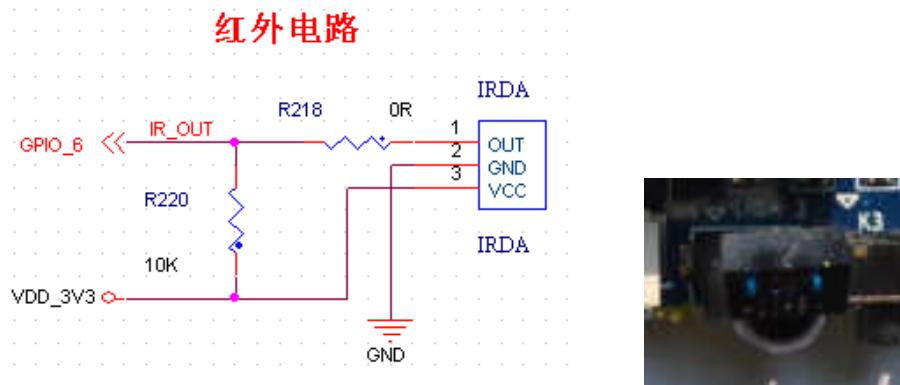 红外电路
IRDA
R218
0R
1
IR_OUT
GPIO_6
OUT
2
GND
3
VCC
R220
IRDA
10K
VDD_3V3
GND
K3